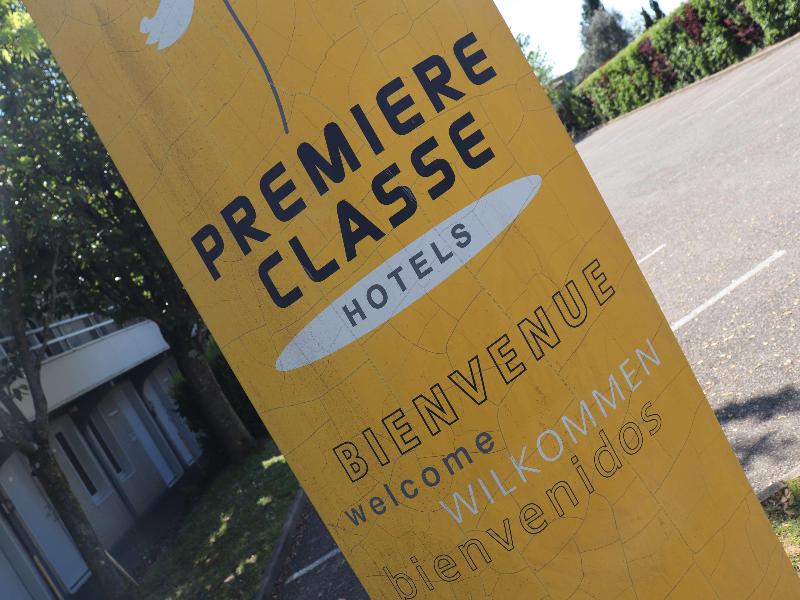 PREMIERE
CLASSE
HOTELS
BIENVENUE
welcome
WILKOMMEN
bienvenidos